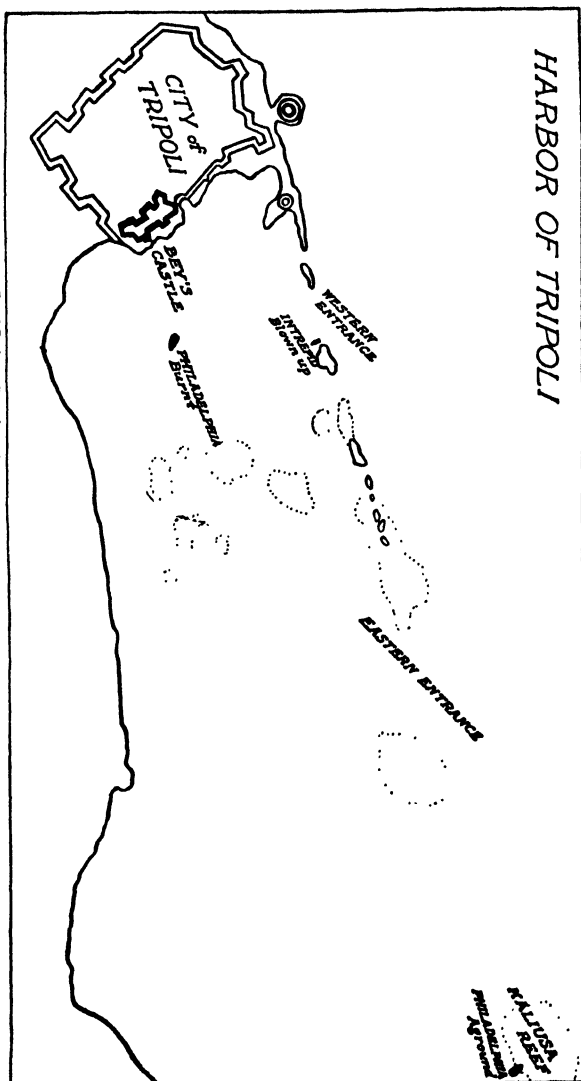 HARBOR OF TRIPOLI
CITY of
TRIPOLI
BEY'S
CASTLE
WESTERN
ENTRANCE
INTREPID
Blown up
PHILADELPHIA
Burnt
EASTERN ENTRANCE
KALIUSA
REEF
PHILADELPHIA
Aground